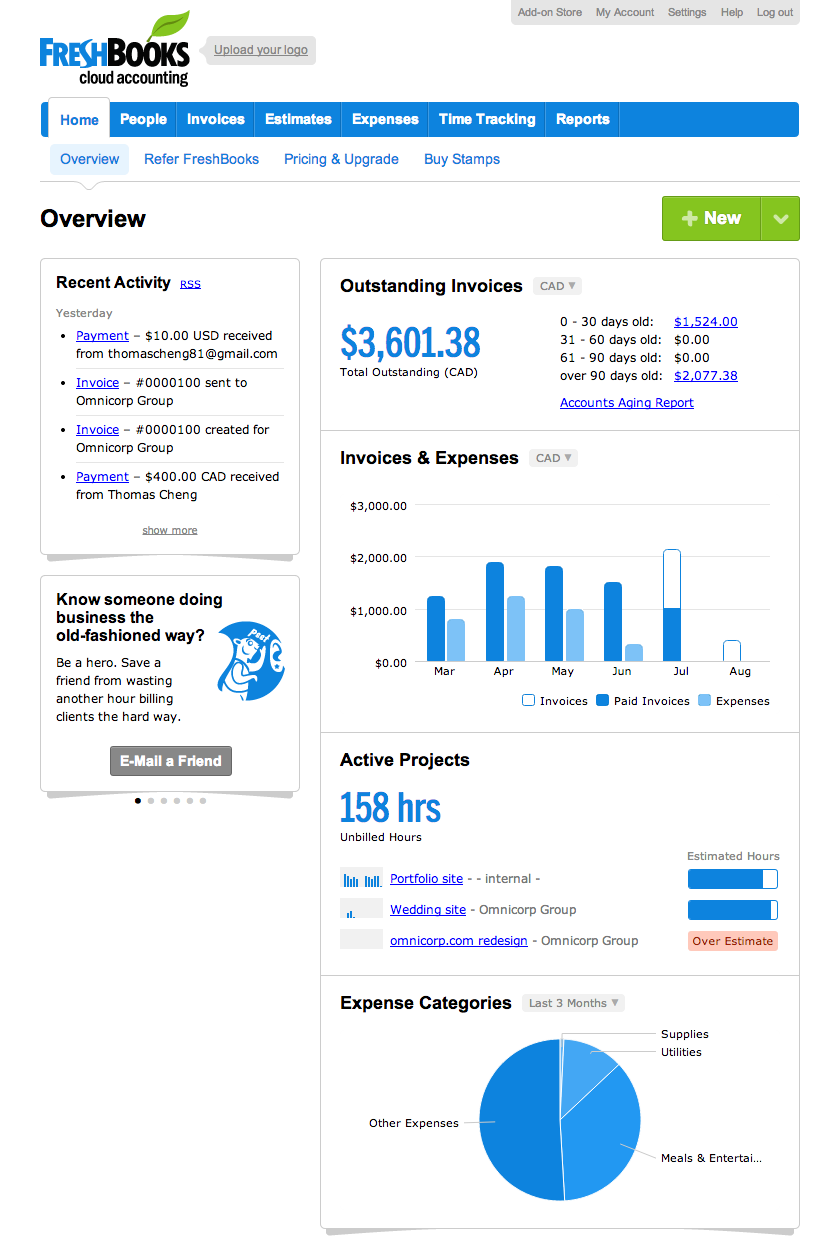 Add-on Store My Account Settings Help Log out
FRESHBOOKS
cloud accounting
Upload your logo
Home People Invoices Estimates Expenses Time Tracking Reports
Overview Refer FreshBooks Pricing & Upgrade Buy Stamps
Overview
New
Recent Activity RSS
Yesterday
Payment – $10.00 USD received
from thomascheng81@gmail.com
Invoice – #0000100 sent to
Omnicorp Group
Invoice – #0000100 created for
Omnicorp Group
Payment – $400.00 CAD received
from Thomas Cheng
show more
Know someone doing
business the
old-fashioned way?
Be a hero. Save a
friend from wasting
another hour billing
clients the hard way.
Psst
E-Mail a Friend
Outstanding Invoices CAD
$3,601.38
Total Outstanding (CAD)
0 - 30 days old: $1,524.00
31 - 60 days old: $0.00
61 - 90 days old: $0.00
over 90 days old: $2,077.38
Accounts Aging Report
Invoices & Expenses CAD
$3,000.00
$2,000.00
$1,000.00
$0.00
Mar Apr May Jun Jul Aug
Invoices Paid Invoices Expenses
Active Projects
158 hrs
Unbilled Hours
Estimated Hours
Portfolio site - - internal -
Wedding site - Omnicorp Group
omnicorp.com redesign - Omnicorp Group Over Estimate
Expense Categories Last 3 Months
Supplies
Utilities
Other Expenses
Meals & Entertai...